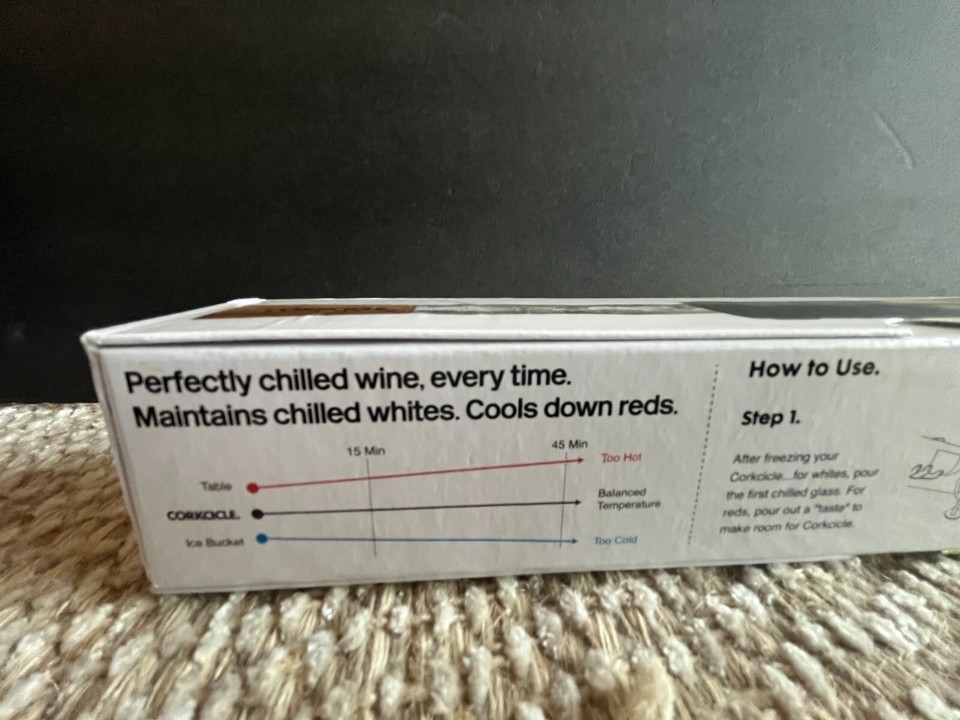 Perfectly chilled wine, every time.
Maintains chilled whites. Cools down reds.
15 Min
45 Min
Table
Too Hot
CORKCICLE.
Balanced
Temperature
Ice Bucket
Too Cold
How to Use.
Step 1.
After freezing your
Corkcicle...for whites, pour
the first chilled glass. For
reds, pour out a "taste" to
make room for Corkcicle.